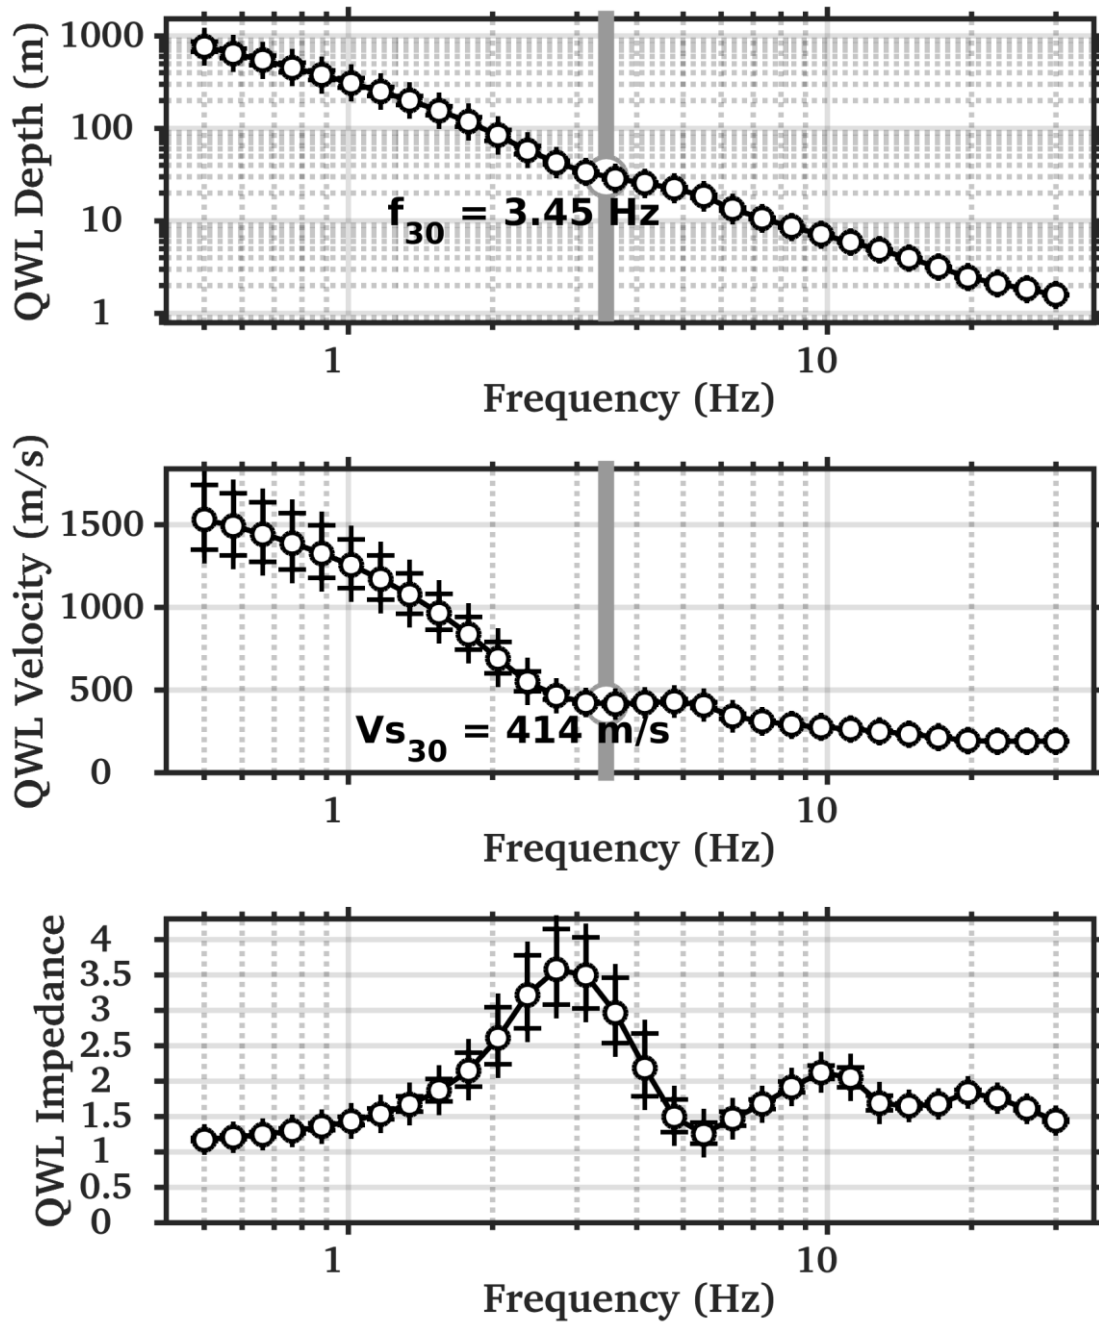 QWL Depth (m)
1000
100
10
1
f30 = 3.45 Hz
1
10
Frequency (Hz)
QWL Velocity (m/s)
1500
1000
500
0
Vs30 = 414 m/s
1
10
Frequency (Hz)
QWL Impedance
4
3.5
3
2.5
2
1.5
1
0.5
0
1
10
Frequency (Hz)